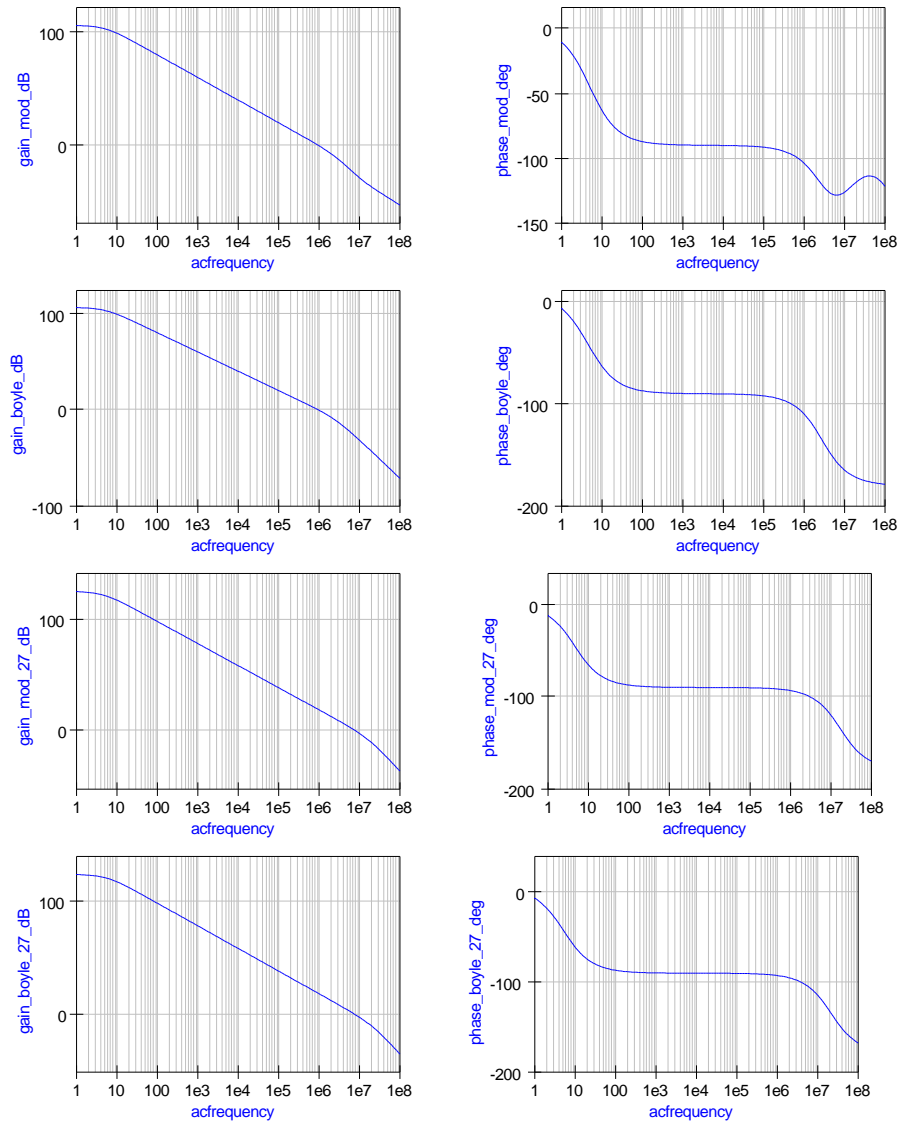 gain_mod_dB
100
0
1 10 100 1e3 1e4 1e5 1e6 1e7 1e8
acfrequency
phase_mod_deg
0
-50
-100
-150
1 10 100 1e3 1e4 1e5 1e6 1e7 1e8
acfrequency
gain_boyle_dB
100
0
-100
1 10 100 1e3 1e4 1e5 1e6 1e7 1e8
acfrequency
phase_boyle_deg
0
-100
-200
1 10 100 1e3 1e4 1e5 1e6 1e7 1e8
acfrequency
gain_mod_27_dB
100
0
1 10 100 1e3 1e4 1e5 1e6 1e7 1e8
acfrequency
phase_mod_27_deg
0
-100
-200
1 10 100 1e3 1e4 1e5 1e6 1e7 1e8
acfrequency
gain_boyle_27_dB
100
0
1 10 100 1e3 1e4 1e5 1e6 1e7 1e8
acfrequency
phase_boyle_27_deg
0
-100
-200
1 10 100 1e3 1e4 1e5 1e6 1e7 1e8
acfrequency